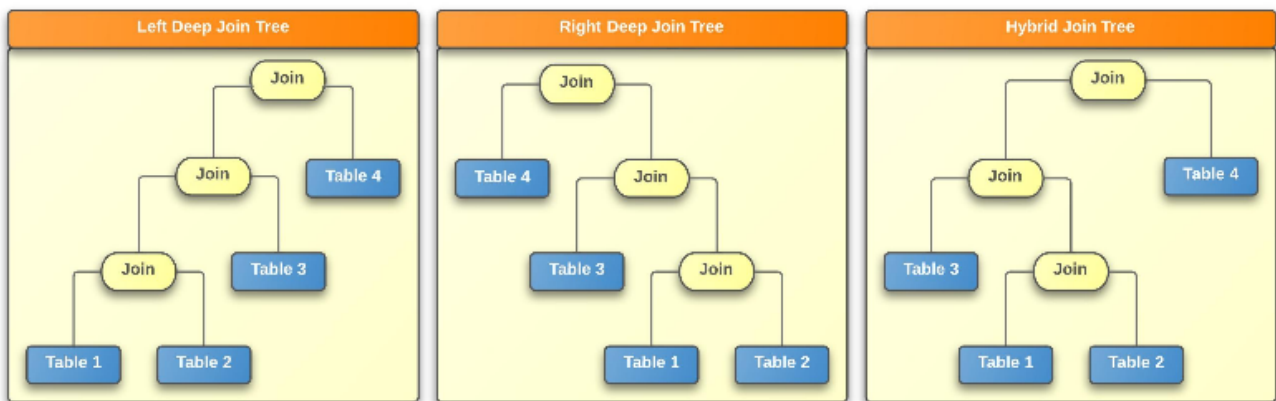 Left Deep Join Tree
Join
Join
Table 4
Join
Table 3
Table 1
Table 2
Right Deep Join Tree
Join
Table 4
Join
Table 3
Join
Table 1
Table 2
Hybrid Join Tree
Join
Join
Table 4
Table 3
Join
Table 1
Table 2